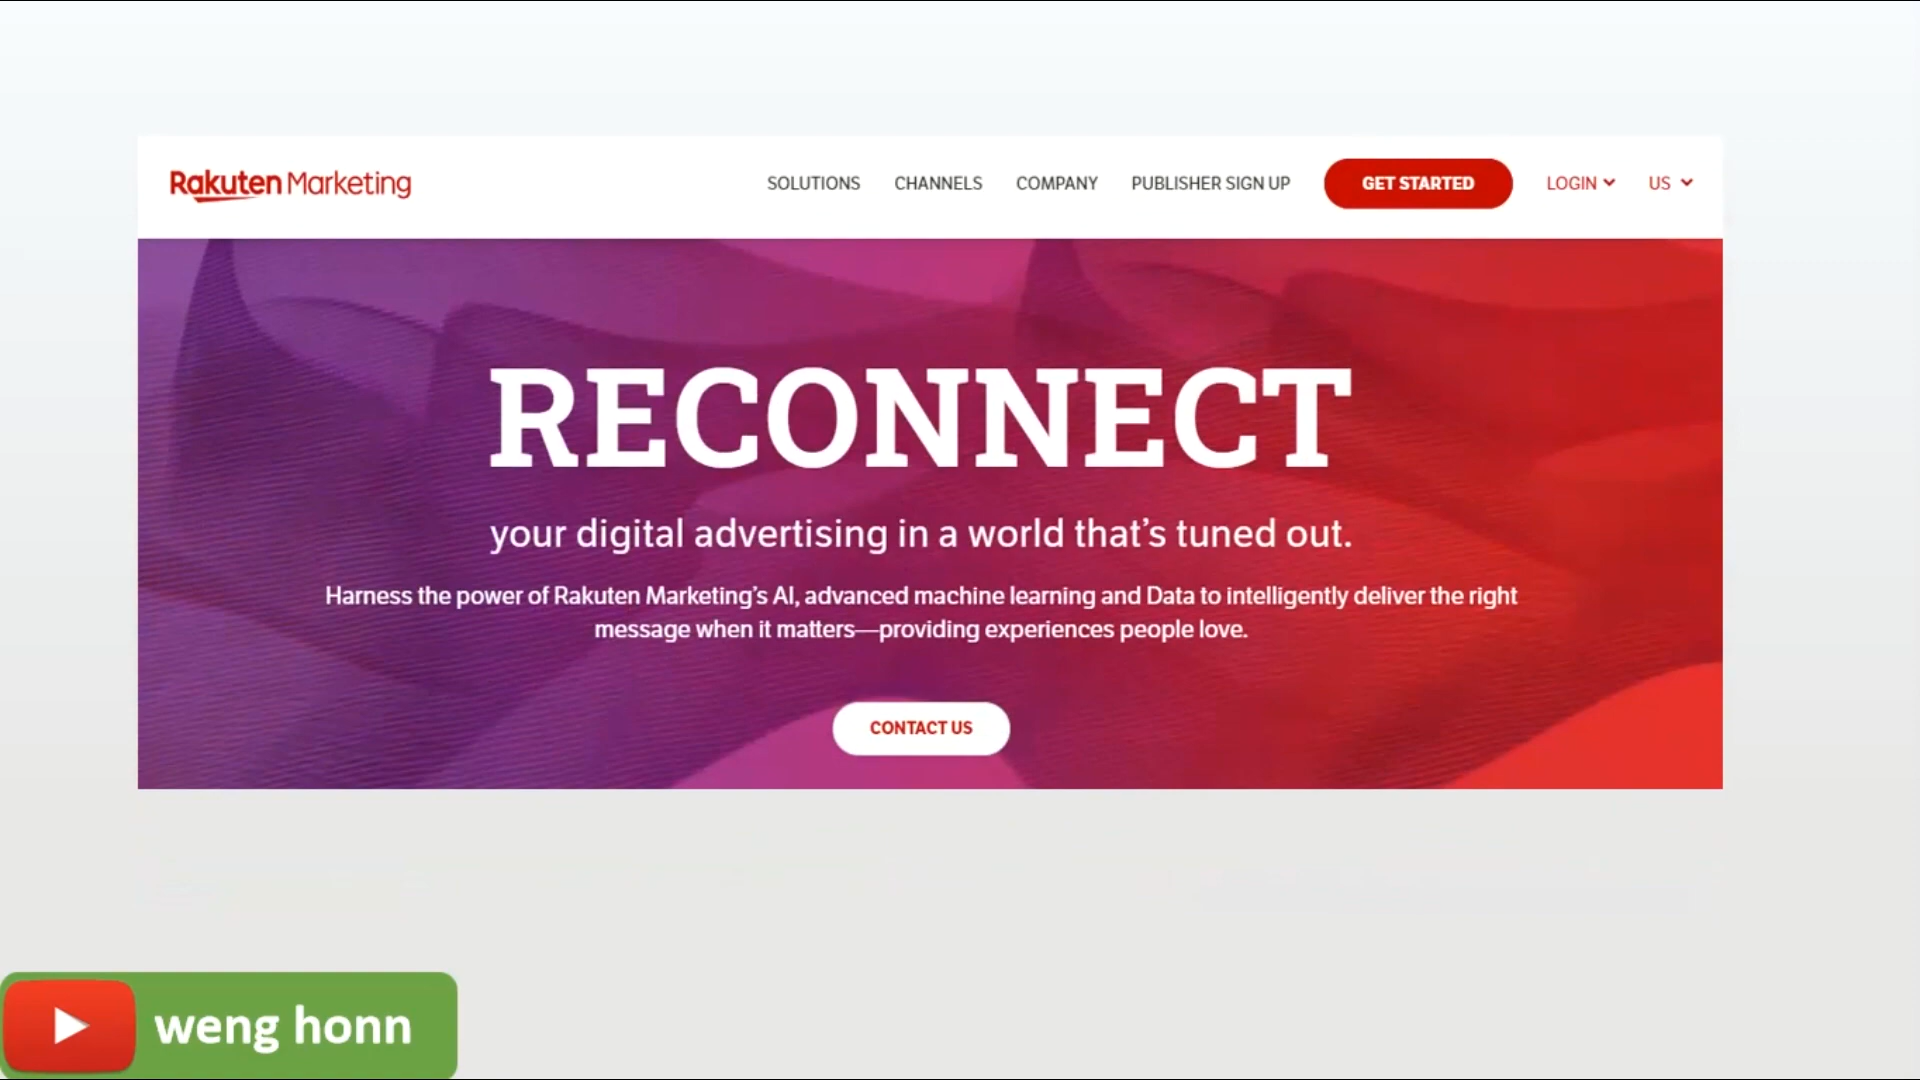 Rakuten Marketing
SOLUTIONS
CHANNELS
COMPANY
PUBLISHER SIGN UP
GET STARTED
LOGIN
US
RECONNECT
your digital advertising in a world that’s tuned out.
Harness the power of Rakuten Marketing’s AI, advanced machine learning and Data to intelligently deliver the right
message when it matters—providing experiences people love.
CONTACT US
weng honn